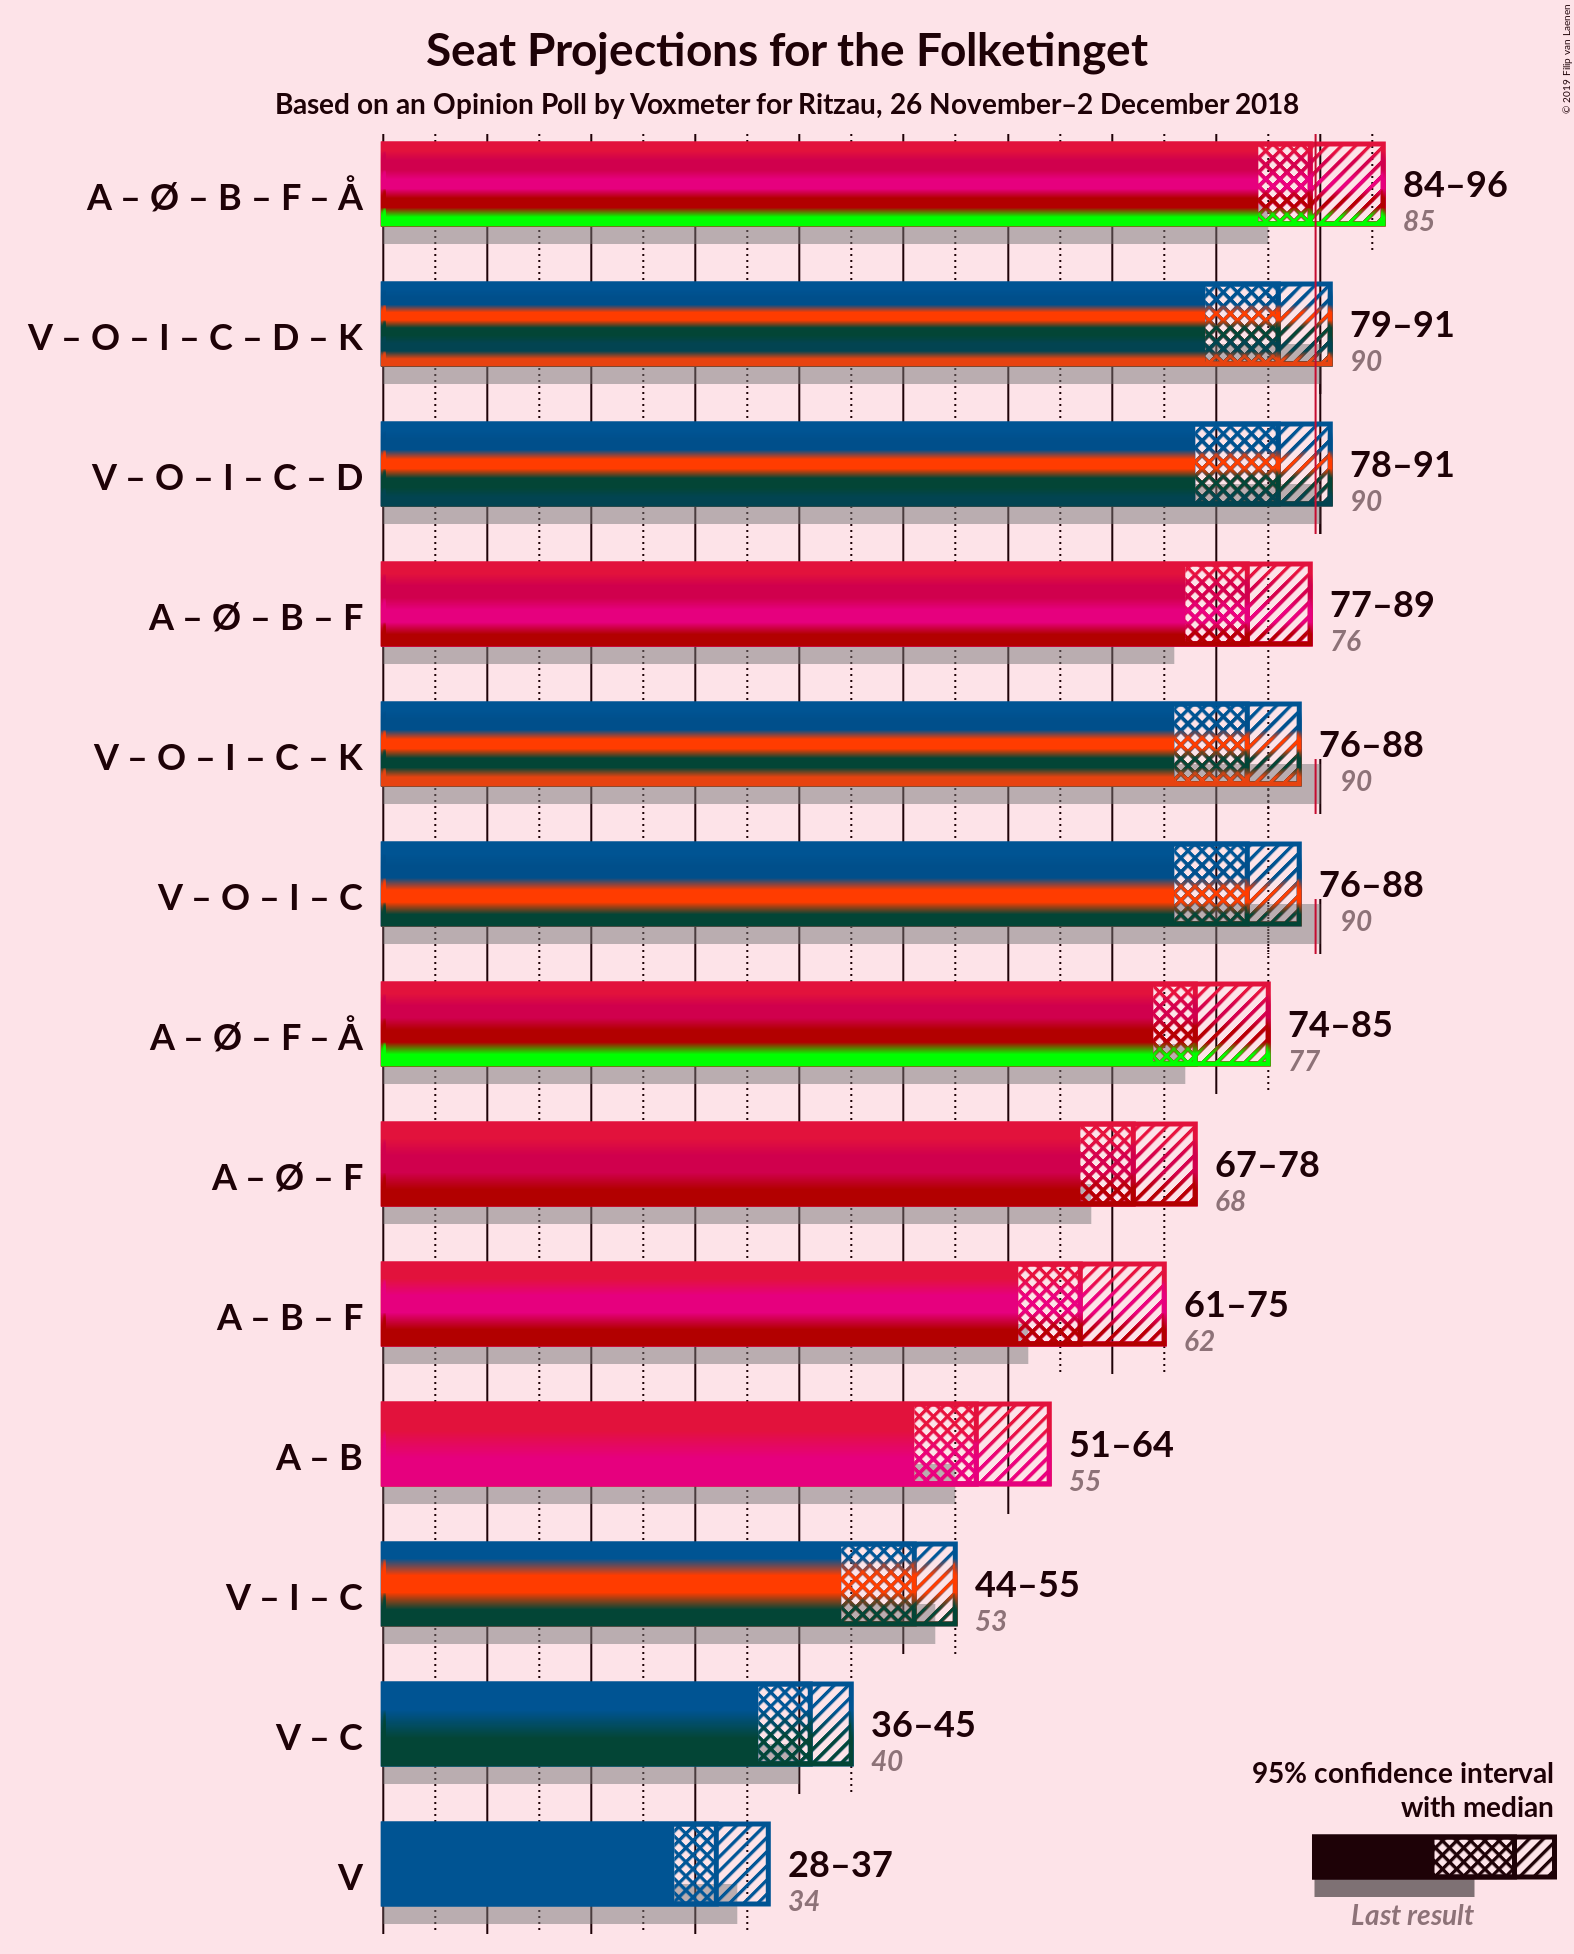 Seat Projections for the Folketinget
Based on an Opinion Poll by Voxmeter for Ritzau, 26 November–2 December 2018
© 2019 Filip van Laenen
A – Ø – B – F – Å
84–96
85
V – O – I – C – D – K
79–91
90
V – O – I – C – D
78–91
90
A – Ø – B – F
77–89
76
V – O – I – C – K
76–88
90
V – O – I – C
76–88
90
A – Ø – F – Å
74–85
77
A – Ø – F
67–78
68
A – B – F
61–75
62
A – B
51–64
55
V – I – C
44–55
53
V – C
36–45
40
V
28–37
34
95% confidence interval
with median
Last result